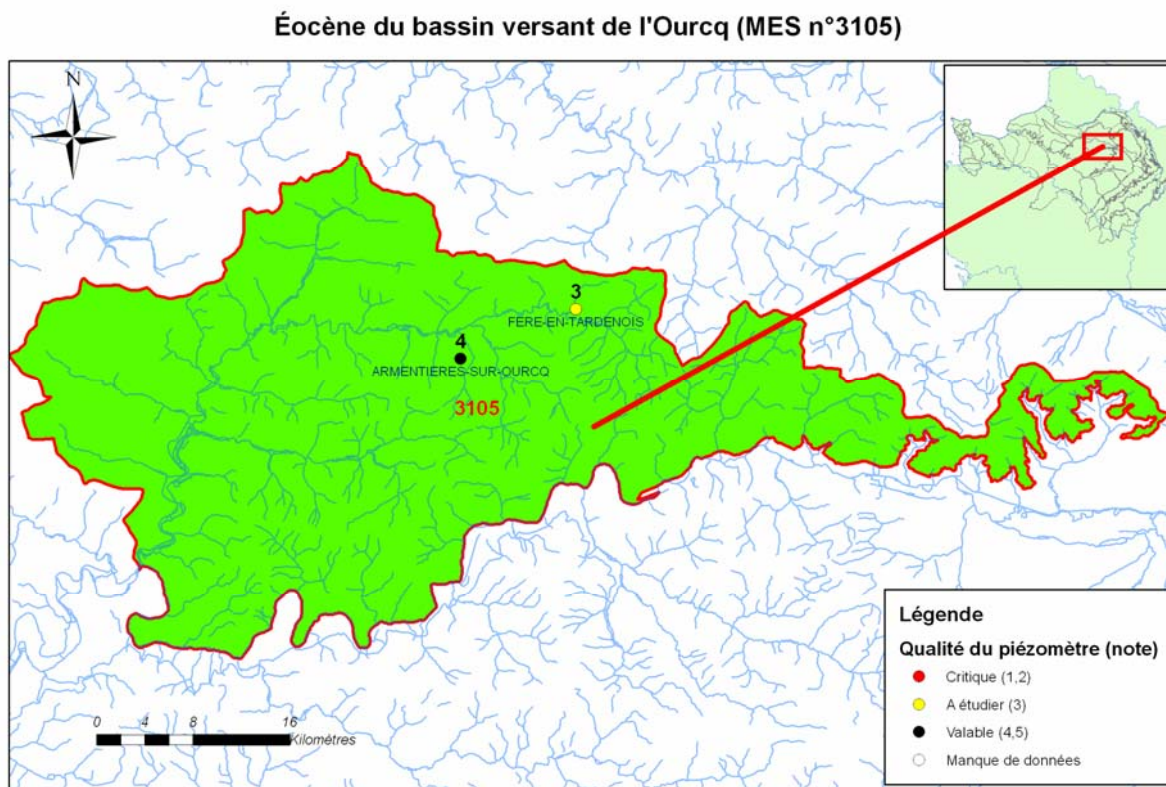 Éocène du bassin versant de l'Ourcq (MES n°3105)
N
3
FERE-EN-TARDENOIS
4
ARMENTIERES-SUR-OURCQ
3105
0 4 8 16
Kilomètres
Légende
Qualité du piézomètre (note)
Critique (1,2)
A étudier (3)
Valable (4,5)
Manque de données